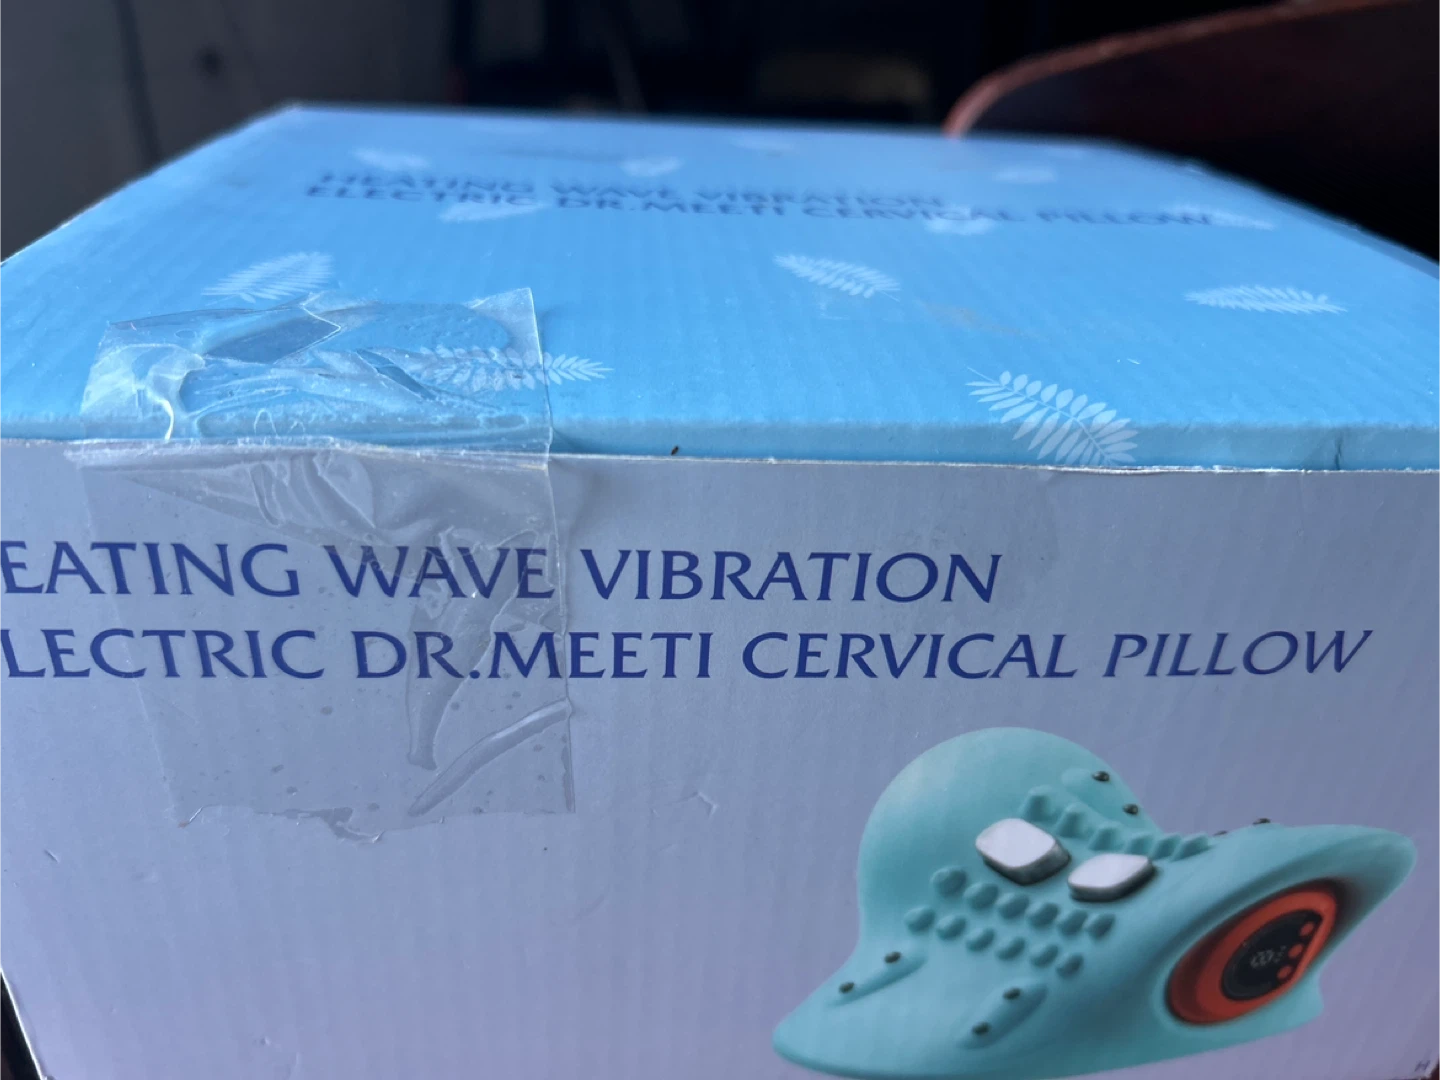 HEATING WAVE VIBRATION
ELECTRIC DR.MEETI CERVICAL PILLOW
EATING WAVE VIBRATION
LECTRIC DR.MEETI CERVICAL PILLOW